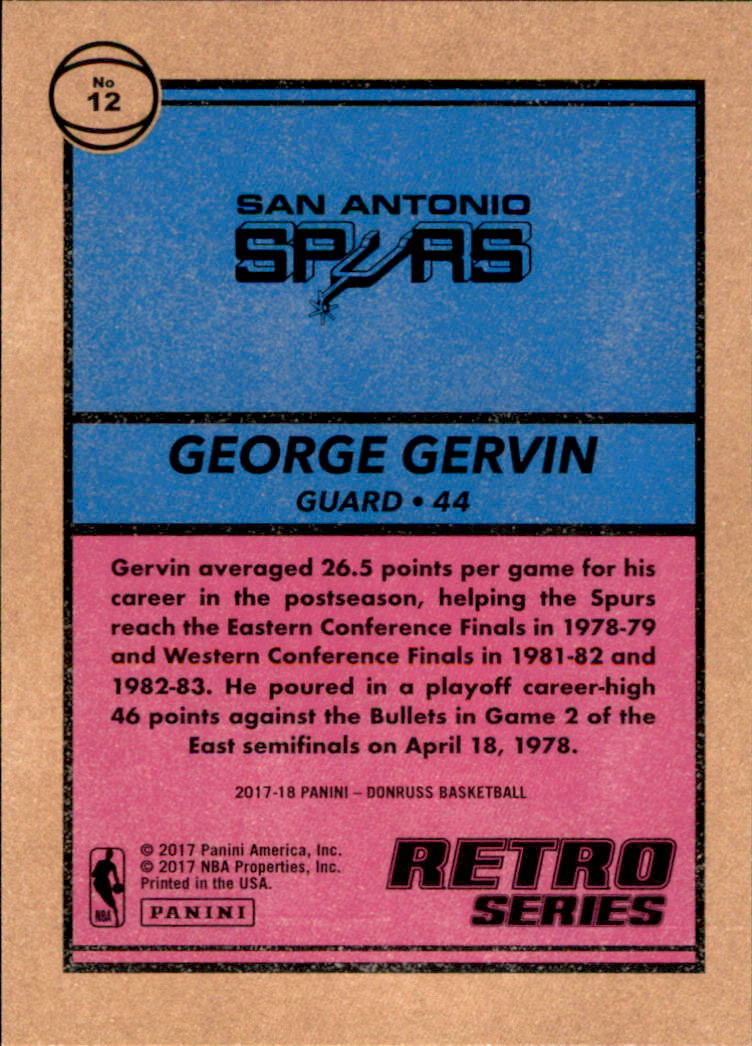 No
12
SAN ANTONIO
SPURS
GEORGE GERVIN
GUARD • 44
Gervin averaged 26.5 points per game for his
career in the postseason, helping the Spurs
reach the Eastern Conference Finals in 1978-79
and Western Conference Finals in 1981-82 and
1982-83. He poured in a playoff career-high
46 points against the Bullets in Game 2 of the
East semifinals on April 18, 1978.
2017-18 PANINI – DONRUSS BASKETBALL
© 2017 Panini America, Inc.
© 2017 NBA Properties, Inc.
Printed in the USA.
NBA
PANINI
RETRO
SERIES